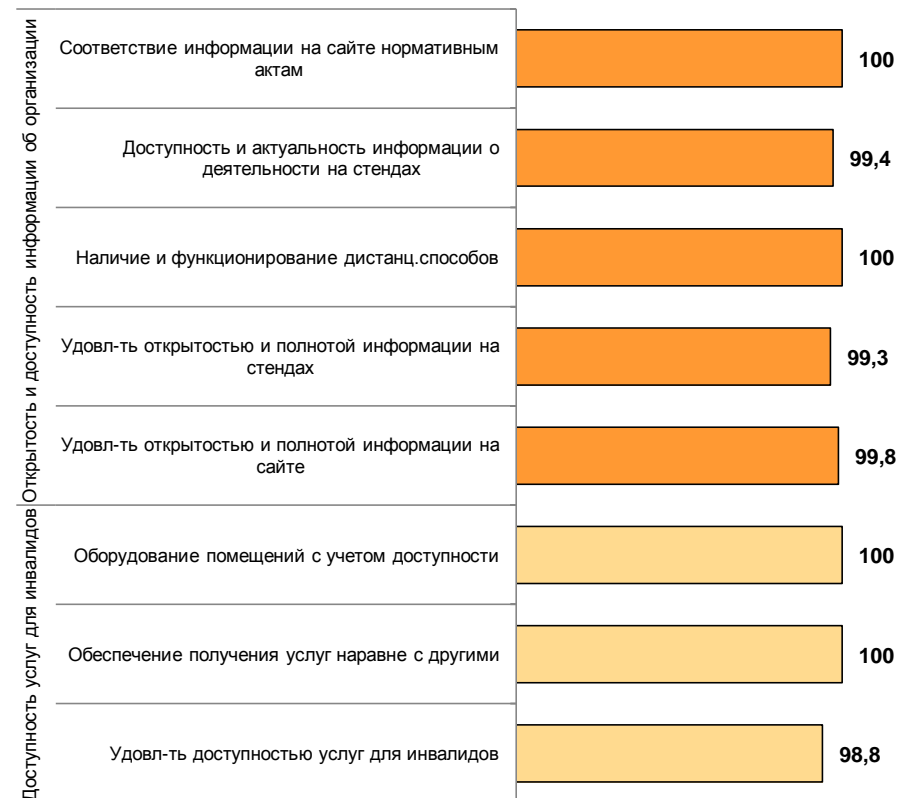 Открытость и доступность информации об организации
Соответствие информации на сайте нормативным
актам
100
Доступность и актуальность информации о
деятельности на стендах
99,4
Наличие и функционирование дистанц.способов
100
Удовл-ть открытостью и полнотой информации на
стендах
99,3
Удовл-ть открытостью и полнотой информации на
сайте
99,8
Доступность услуг для инвалидов
Оборудование помещений с учетом доступности
100
Обеспечение получения услуг наравне с другими
100
Удовл-ть доступностью услуг для инвалидов
98,8